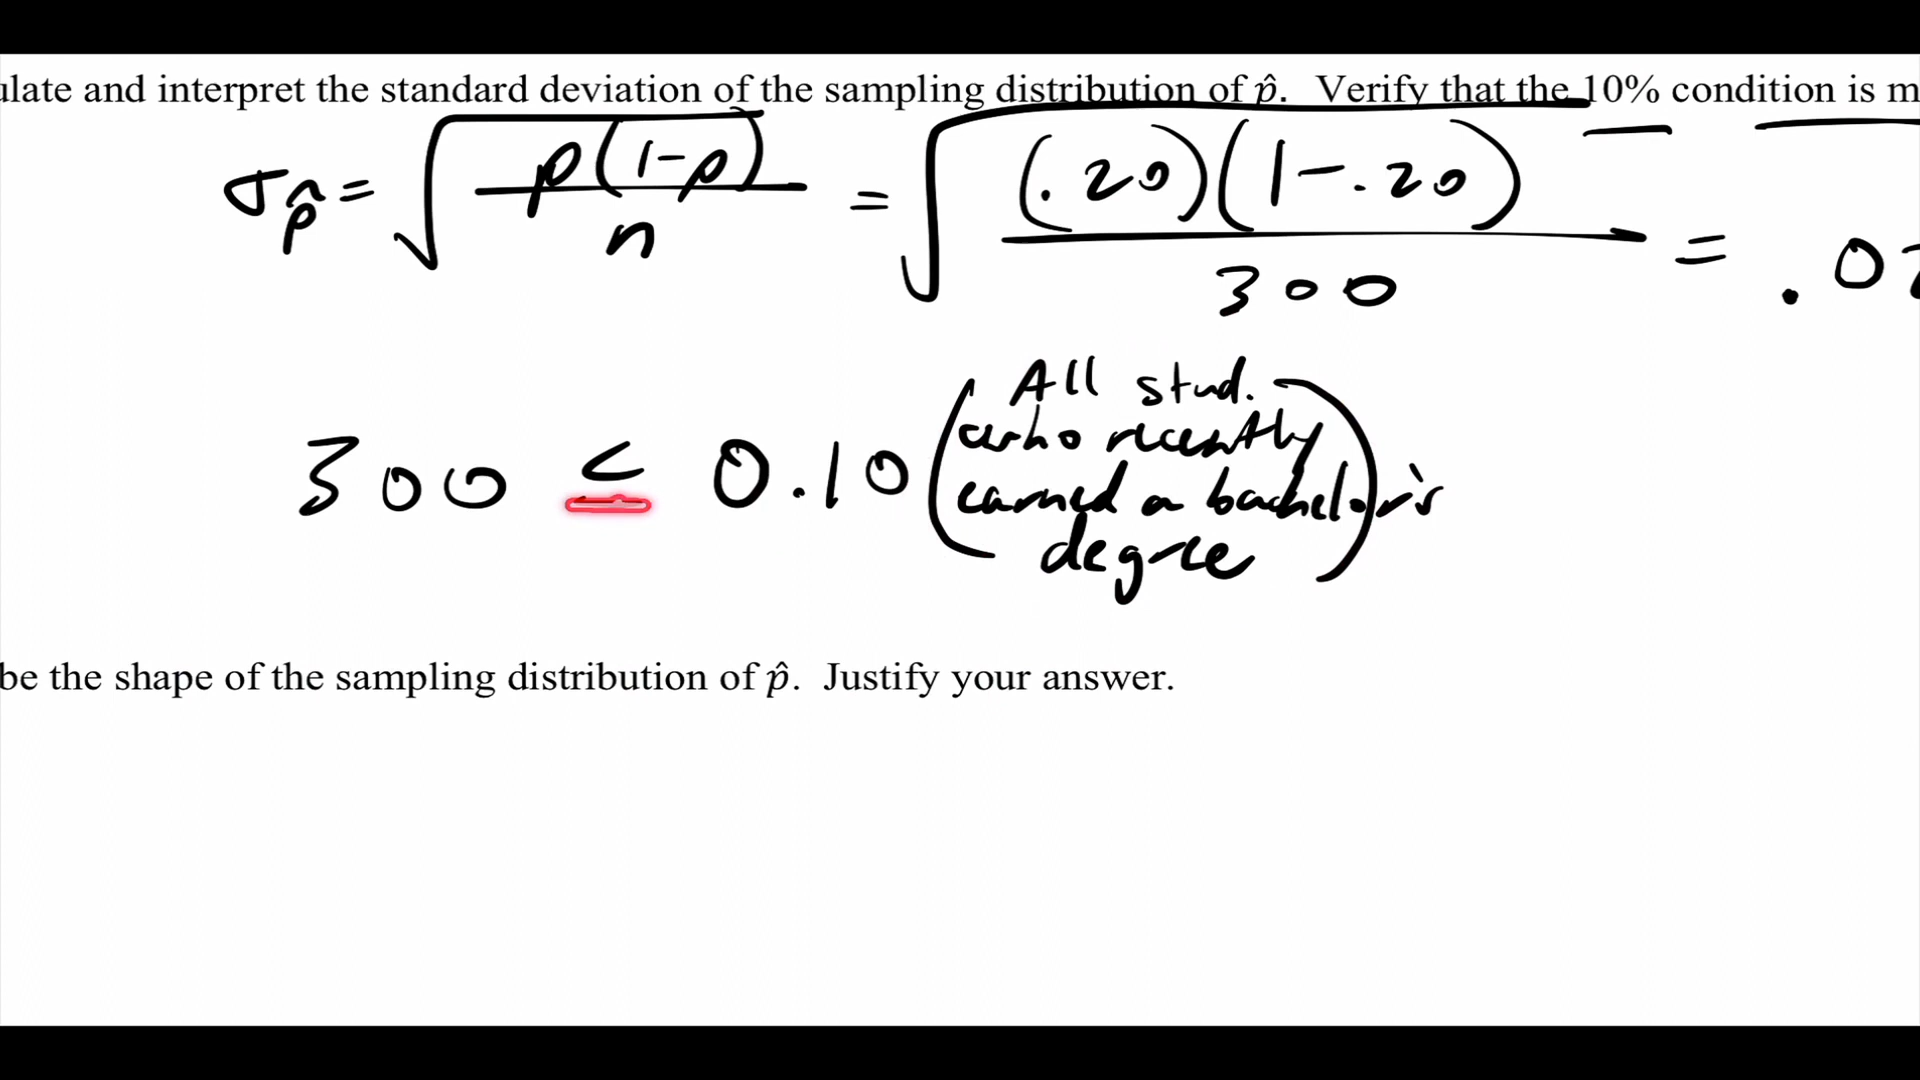 ulate and interpret the standard deviation of the sampling distribution of p̂. Verify that the 10% condition is m
σp̂ = √(p(1-p)/n) = √((.20)(1-.20)/300) = .02
300 ≤ 0.10 (All stud.
who recently
earned a bachelor's
degree)
be the shape of the sampling distribution of p̂. Justify your answer.